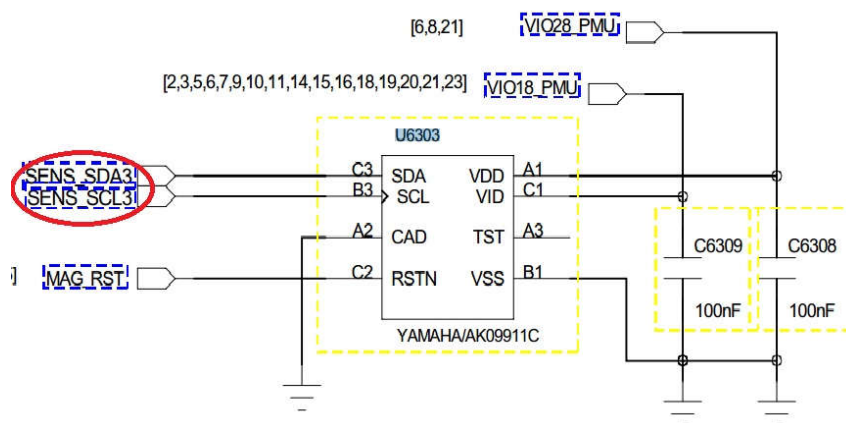 [6,8,21] VIO28_PMU
[2,3,5,6,7,9,10,11,14,15,16,18,19,20,21,23] VIO18_PMU
U6303
SENS_SDA3 C3 SDA VDD A1
SENS_SCL3 B3 SCL VID C1
A2 CAD TST A3
C6309 C6308
] MAG_RST C2 RSTN VSS B1
100nF 100nF
YAMAHA/AK09911C